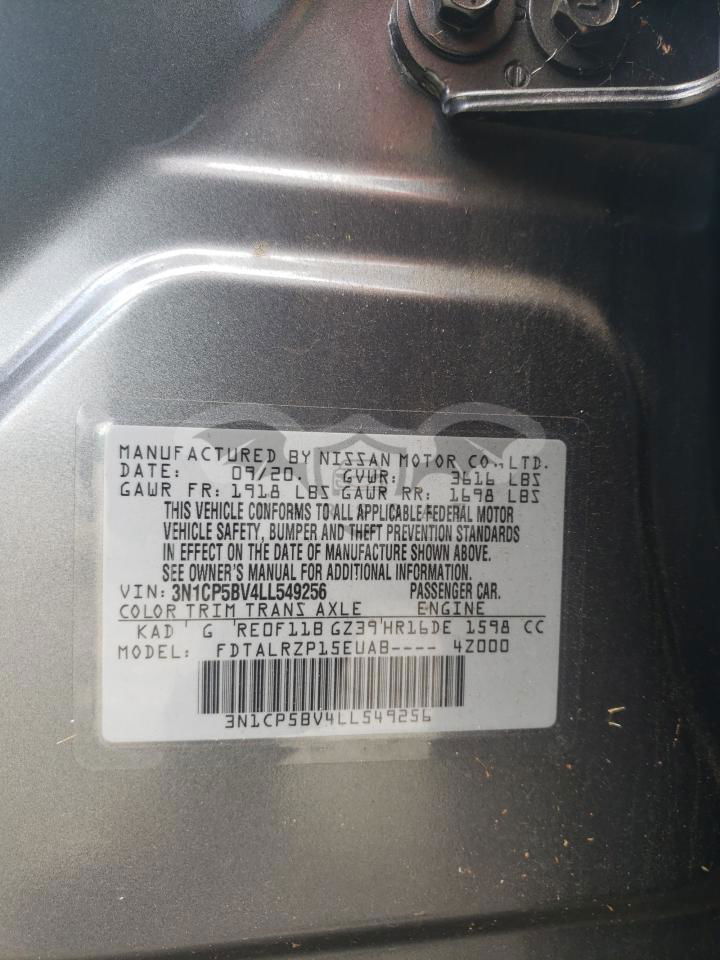 MANUFACTURED BY NISSAN MOTOR CO., LTD.
DATE: 09/20. GVWR: 3616 LBS
GAWR FR: 1918 LBS GAWR RR: 1698 LBS
THIS VEHICLE CONFORMS TO ALL APPLICABLE FEDERAL MOTOR
VEHICLE SAFETY, BUMPER AND THEFT PREVENTION STANDARDS
IN EFFECT ON THE DATE OF MANUFACTURE SHOWN ABOVE.
SEE OWNER'S MANUAL FOR ADDITIONAL INFORMATION.
VIN: 3N1CP5BV4LL549256 PASSENGER CAR.
COLOR TRIM TRANS AXLE ENGINE
KAD G RE0F11B GZ39 HR16DE 1598 CC
MODEL: FDTALRZP15EUAB---- 4Z000
3N1CP5BV4LL549256